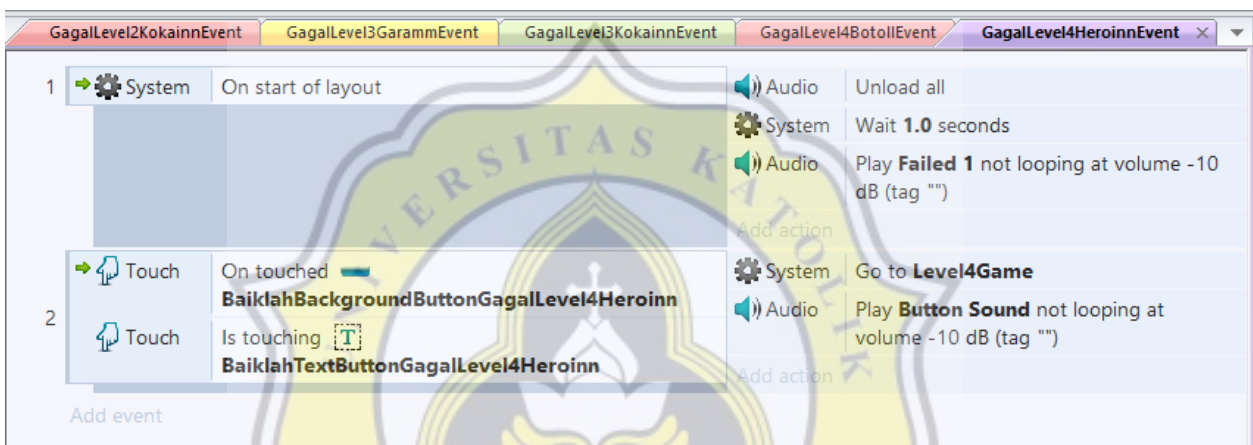 GagalLevel2KokainnEvent GagalLevel3GarammEvent GagalLevel3KokainnEvent GagalLevel4BotollEvent GagalLevel4HeroinnEvent
1 System On start of layout Audio Unload all
System Wait 1.0 seconds
Audio Play Failed 1 not looping at volume -10
dB (tag "")
Add action
2 Touch On touched System Go to Level4Game
BaiklahBackgroundButtonGagalLevel4Heroinn Audio Play Button Sound not looping at
Touch Is touching T volume -10 dB (tag "")
BaiklahTextButtonGagalLevel4Heroinn Add action
Add event
VERSITAS KATOLIK